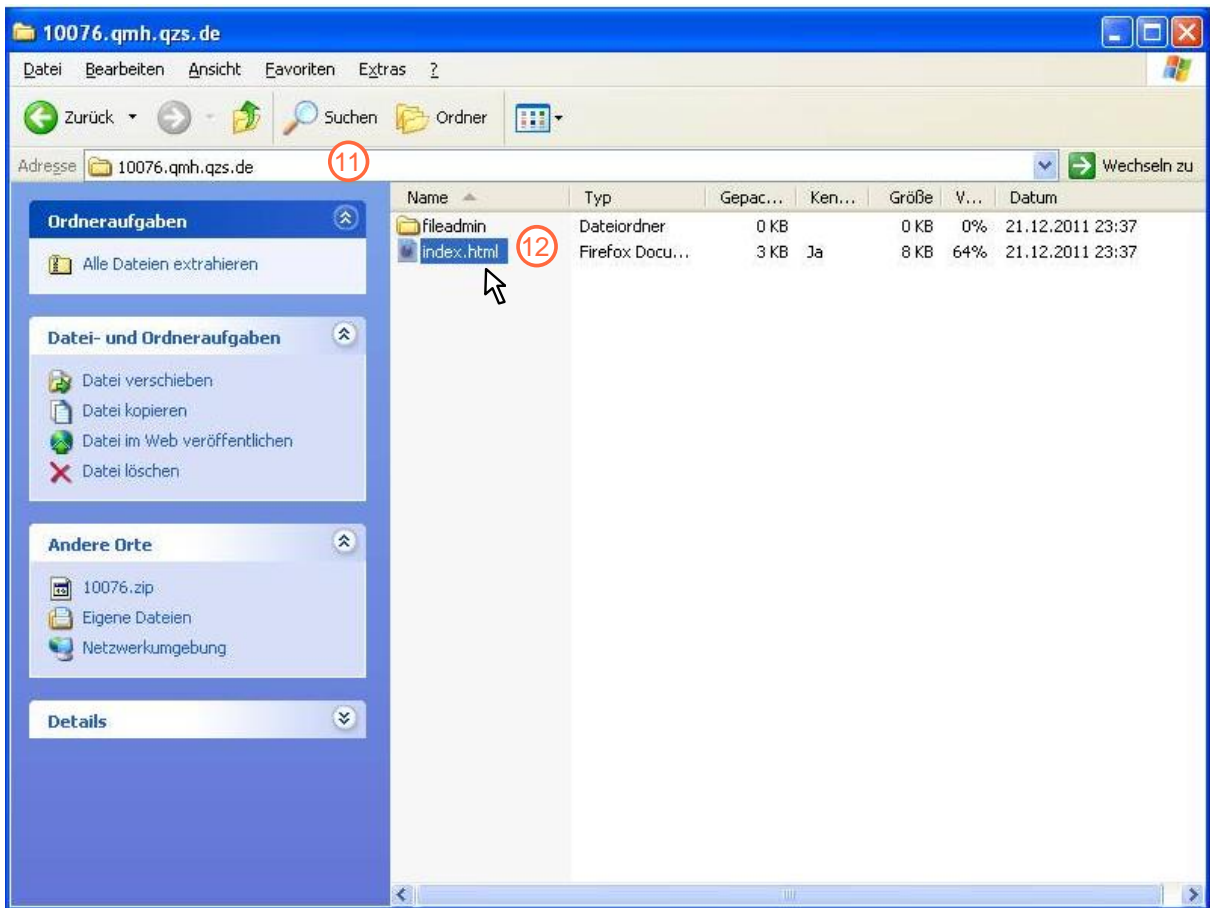 10076.qmh.qzs.de
Datei Bearbeiten Ansicht Favoriten Extras ?
Zurück Suchen Ordner
Adresse 10076.qmh.qzs.de 11 Wechseln zu
Name Typ Gepac... Ken... Größe V... Datum
fileadmin Dateiordner 0 KB 0 KB 0% 21.12.2011 23:37
index.html 12 Firefox Docu... 3 KB Ja 8 KB 64% 21.12.2011 23:37
Ordneraufgaben
Alle Dateien extrahieren
Datei- und Ordneraufgaben
Datei verschieben
Datei kopieren
Datei im Web veröffentlichen
Datei löschen
Andere Orte
10076.zip
Eigene Dateien
Netzwerkumgebung
Details